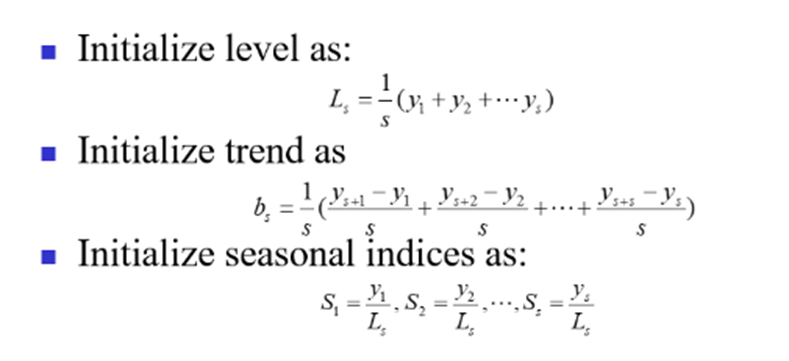 ■ Initialize level as:
L_s = 1/s (y_1 + y_2 + ⋯ y_s)
■ Initialize trend as
b_s = 1/s ( (y_{s+1} − y_1)/s + (y_{s+2} − y_2)/s + ⋯ + (y_{s+s} − y_s)/s )
■ Initialize seasonal indices as:
S_1 = y_1/L_s , S_2 = y_2/L_s , ⋯ , S_s = y_s/L_s